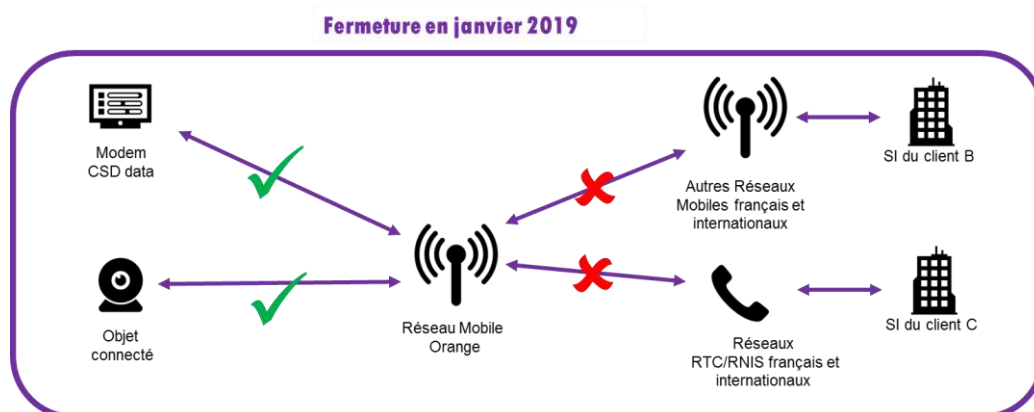 Fermeture en janvier 2019
Modem
CSD data
Objet
connecté
Réseau Mobile
Orange
Autres Réseaux
Mobiles français et
internationaux
SI du client B
Réseaux
RTC/RNIS français et
internationaux
SI du client C